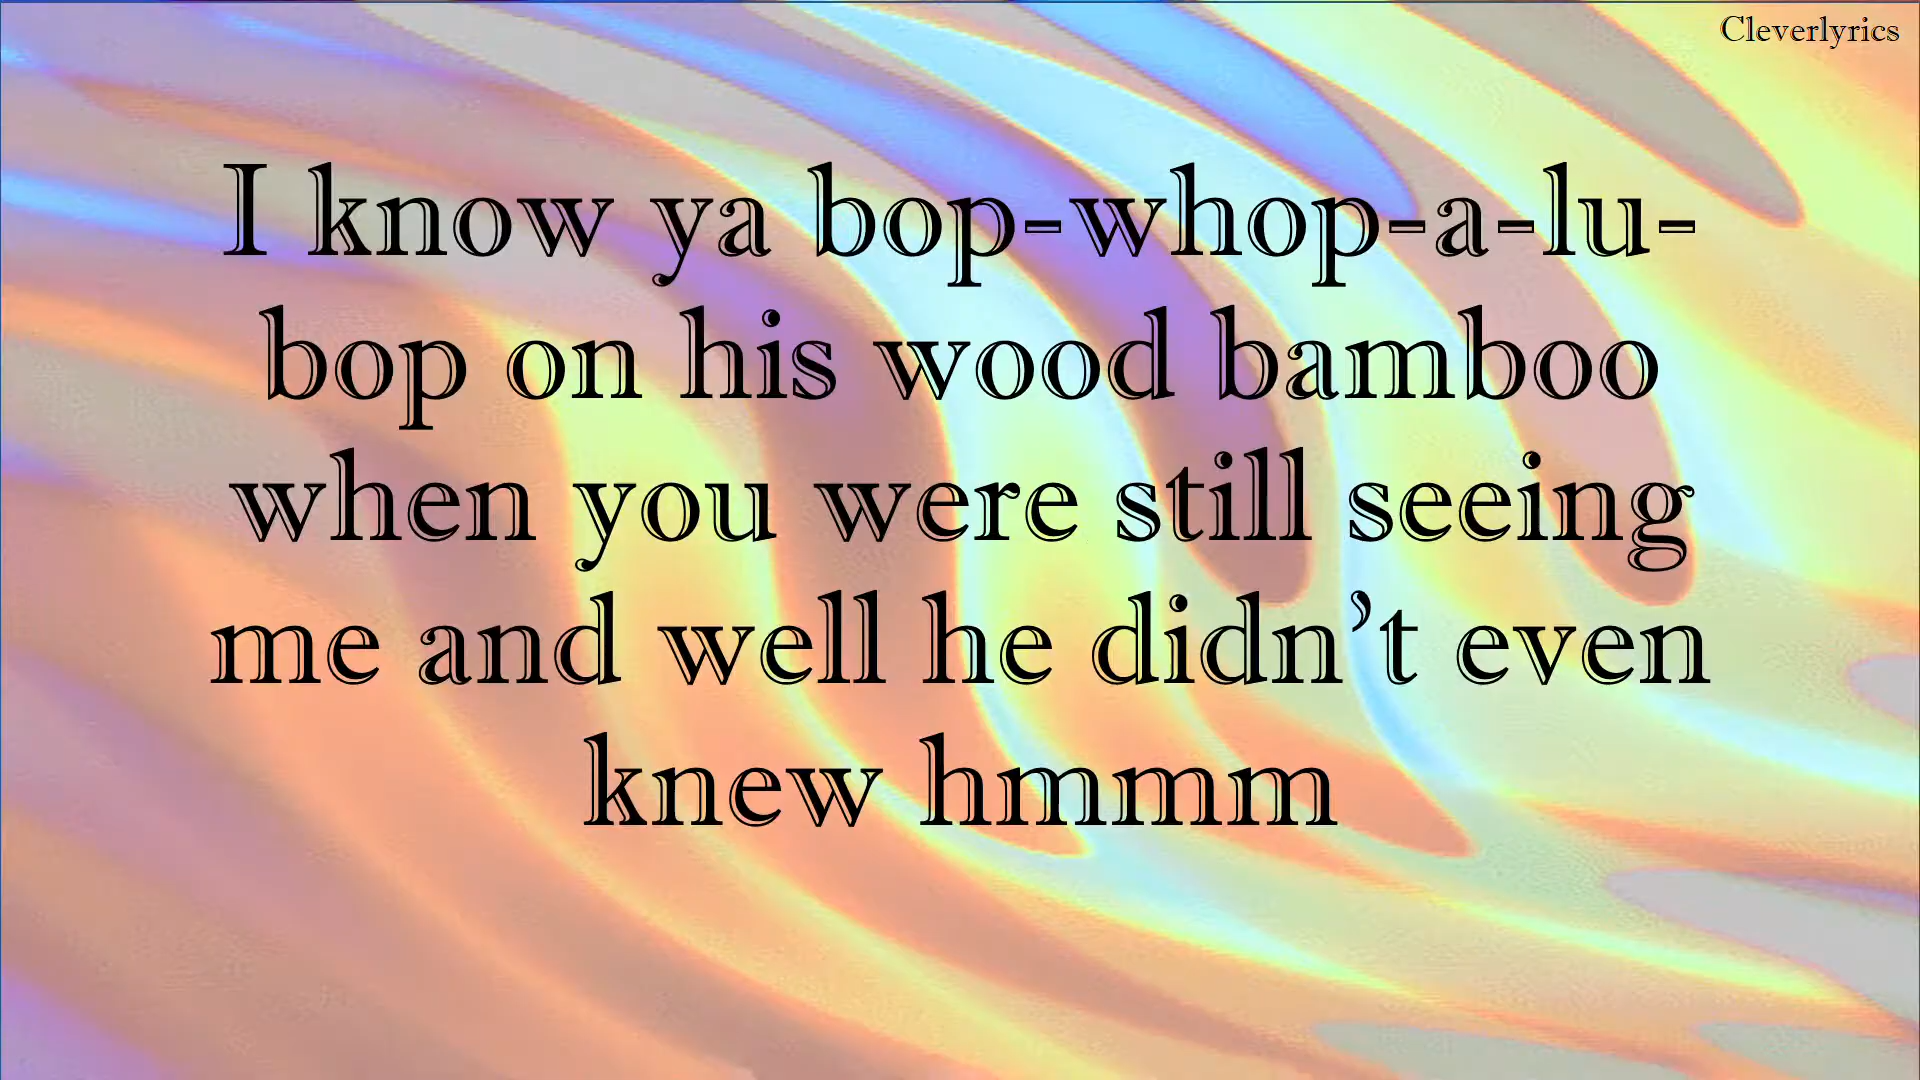 Cleverlyrics
I know ya bop-whop-a-lu-
bop on his wood bamboo
when you were still seeing
me and well he didn’t even
knew hmmm